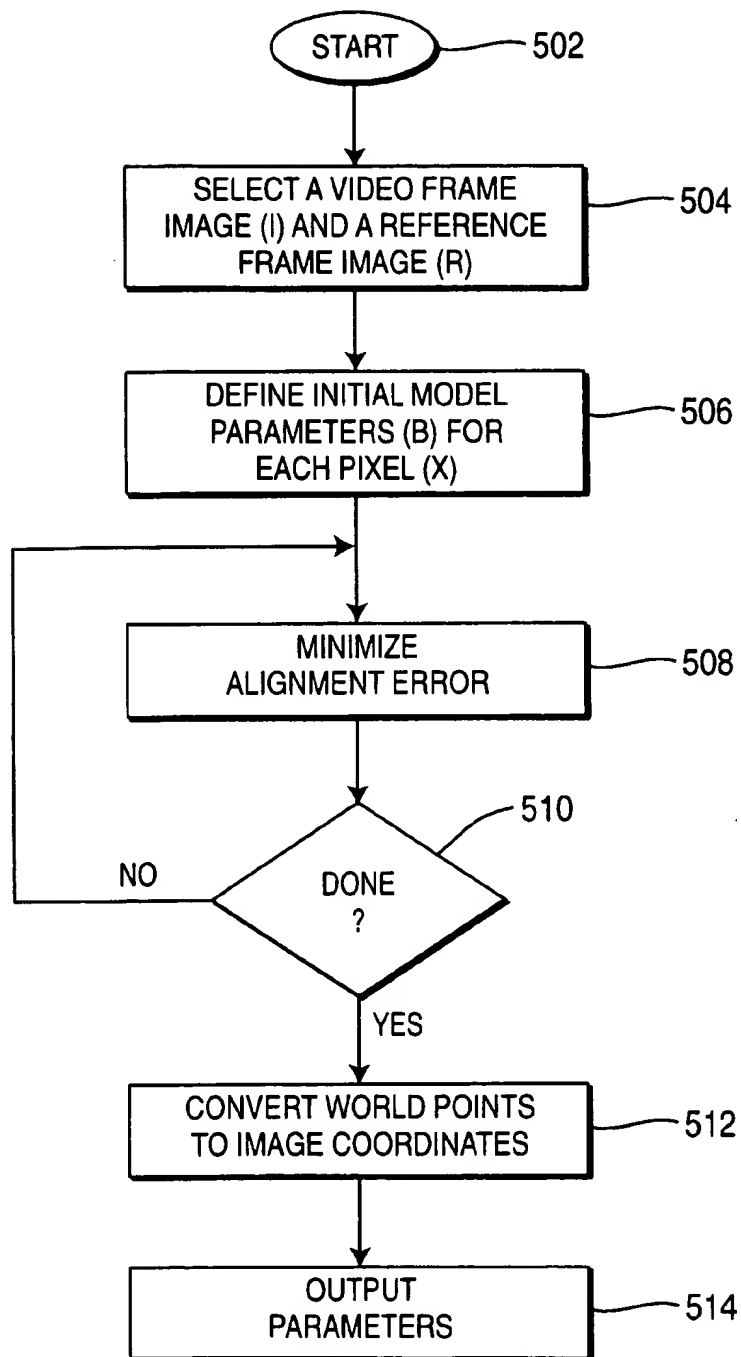 START
502
SELECT A VIDEO FRAME
IMAGE (I) AND A REFERENCE
FRAME IMAGE (R)
504
DEFINE INITIAL MODEL
PARAMETERS (B) FOR
EACH PIXEL (X)
506
MINIMIZE
ALIGNMENT ERROR
508
510
NO
DONE
?
YES
CONVERT WORLD POINTS
TO IMAGE COORDINATES
512
OUTPUT
PARAMETERS
514